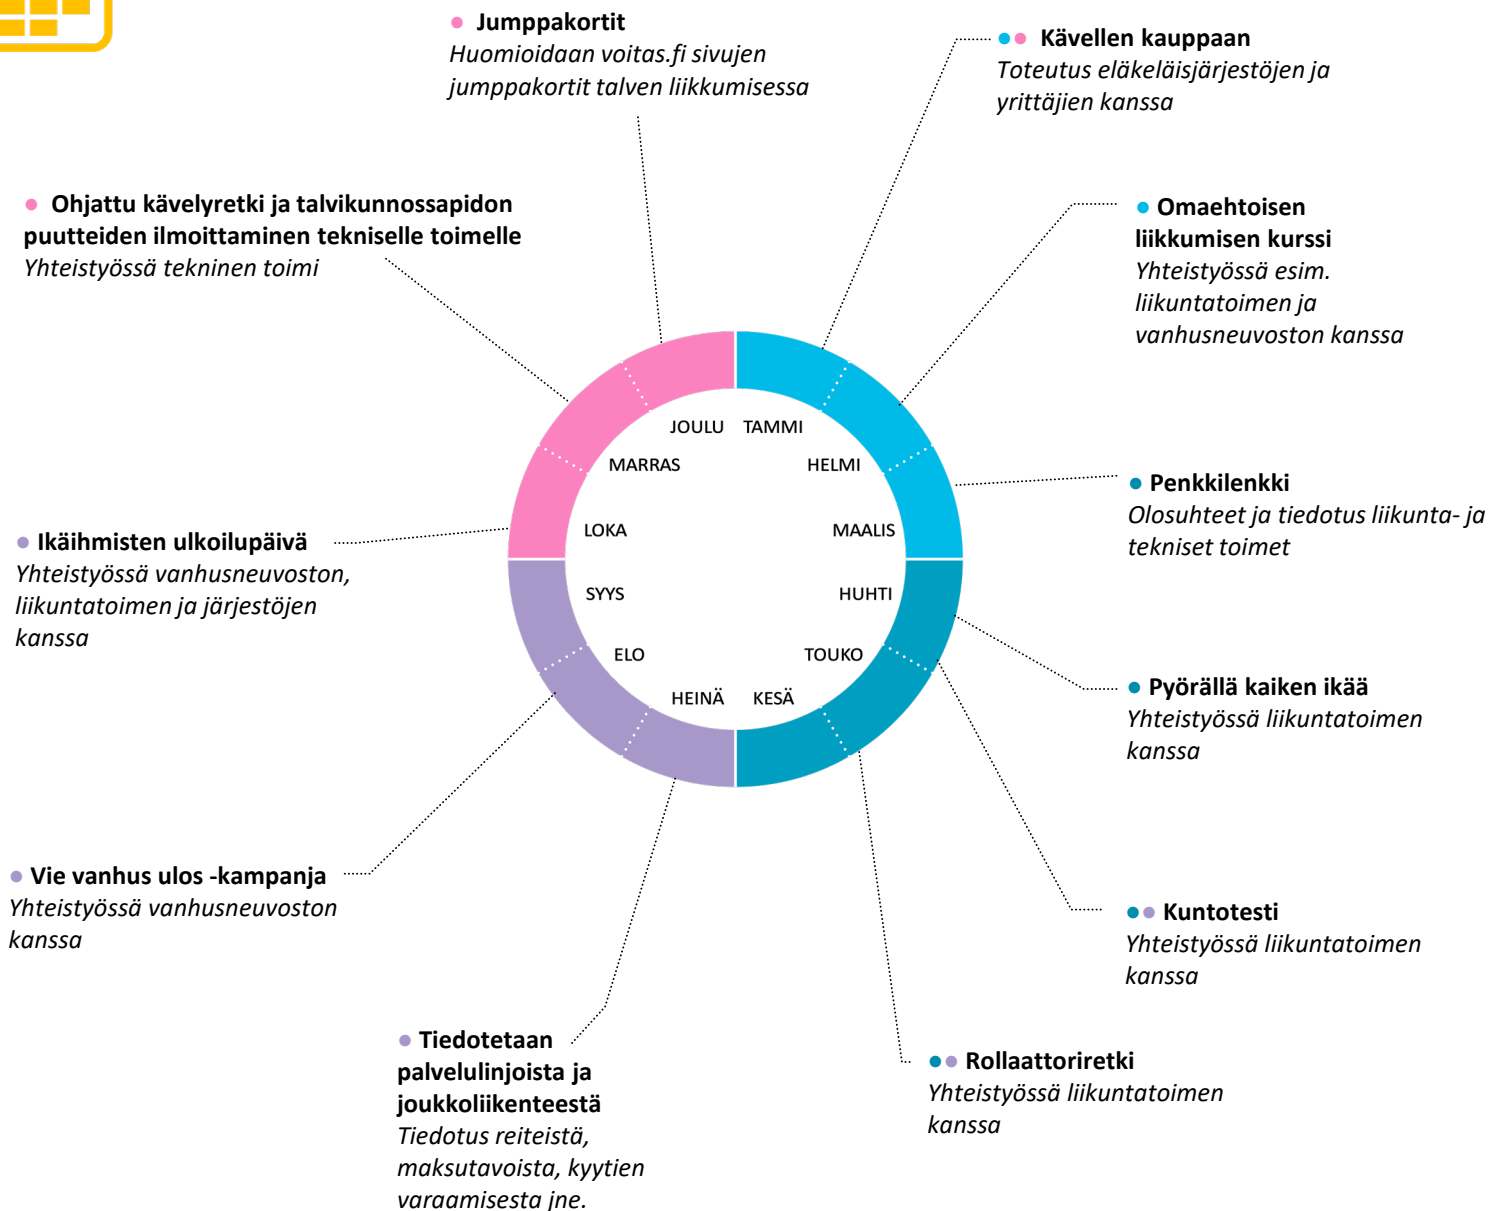 ● Jumppakortit
Huomioidaan voitas.fi sivujen
jumppakortit talven liikkumisessa
●● Kävellen kauppaan
Toteutus eläkeläisjärjestöjen ja
yrittäjien kanssa
● Ohjattu kävelyretki ja talvikunnossapidon
puutteiden ilmoittaminen tekniselle toimelle
Yhteistyössä tekninen toimi
● Omaehtoisen
liikkumisen kurssi
Yhteistyössä esim.
liikuntatoimen ja
vanhusneuvoston kanssa
JOULU TAMMI
MARRAS HELMI
LOKA MAALIS
SYYS HUHTI
ELO TOUKO
HEINÄ KESÄ
● Penkkilenkki
Olosuhteet ja tiedotus liikunta- ja
tekniset toimet
● Ikäihmisten ulkoilupäivä
Yhteistyössä vanhusneuvoston,
liikuntatoimen ja järjestöjen
kanssa
● Pyörällä kaiken ikää
Yhteistyössä liikuntatoimen
kanssa
● Vie vanhus ulos -kampanja
Yhteistyössä vanhusneuvoston
kanssa
●● Kuntotesti
Yhteistyössä liikuntatoimen
kanssa
● Tiedotetaan
palvelulinjoista ja
joukkoliikenteestä
Tiedotus reiteistä,
maksutavoista, kyytien
varaamisesta jne.
●● Rollaattoriretki
Yhteistyössä liikuntatoimen
kanssa